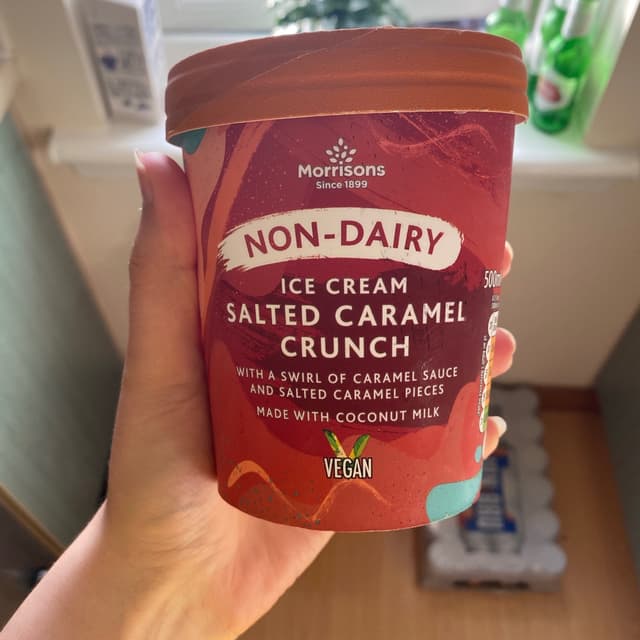 Morrisons
Since 1899
NON-DAIRY
ICE CREAM
SALTED CARAMEL
CRUNCH
WITH A SWIRL OF CARAMEL SAUCE
AND SALTED CARAMEL PIECES
MADE WITH COCONUT MILK
VEGAN